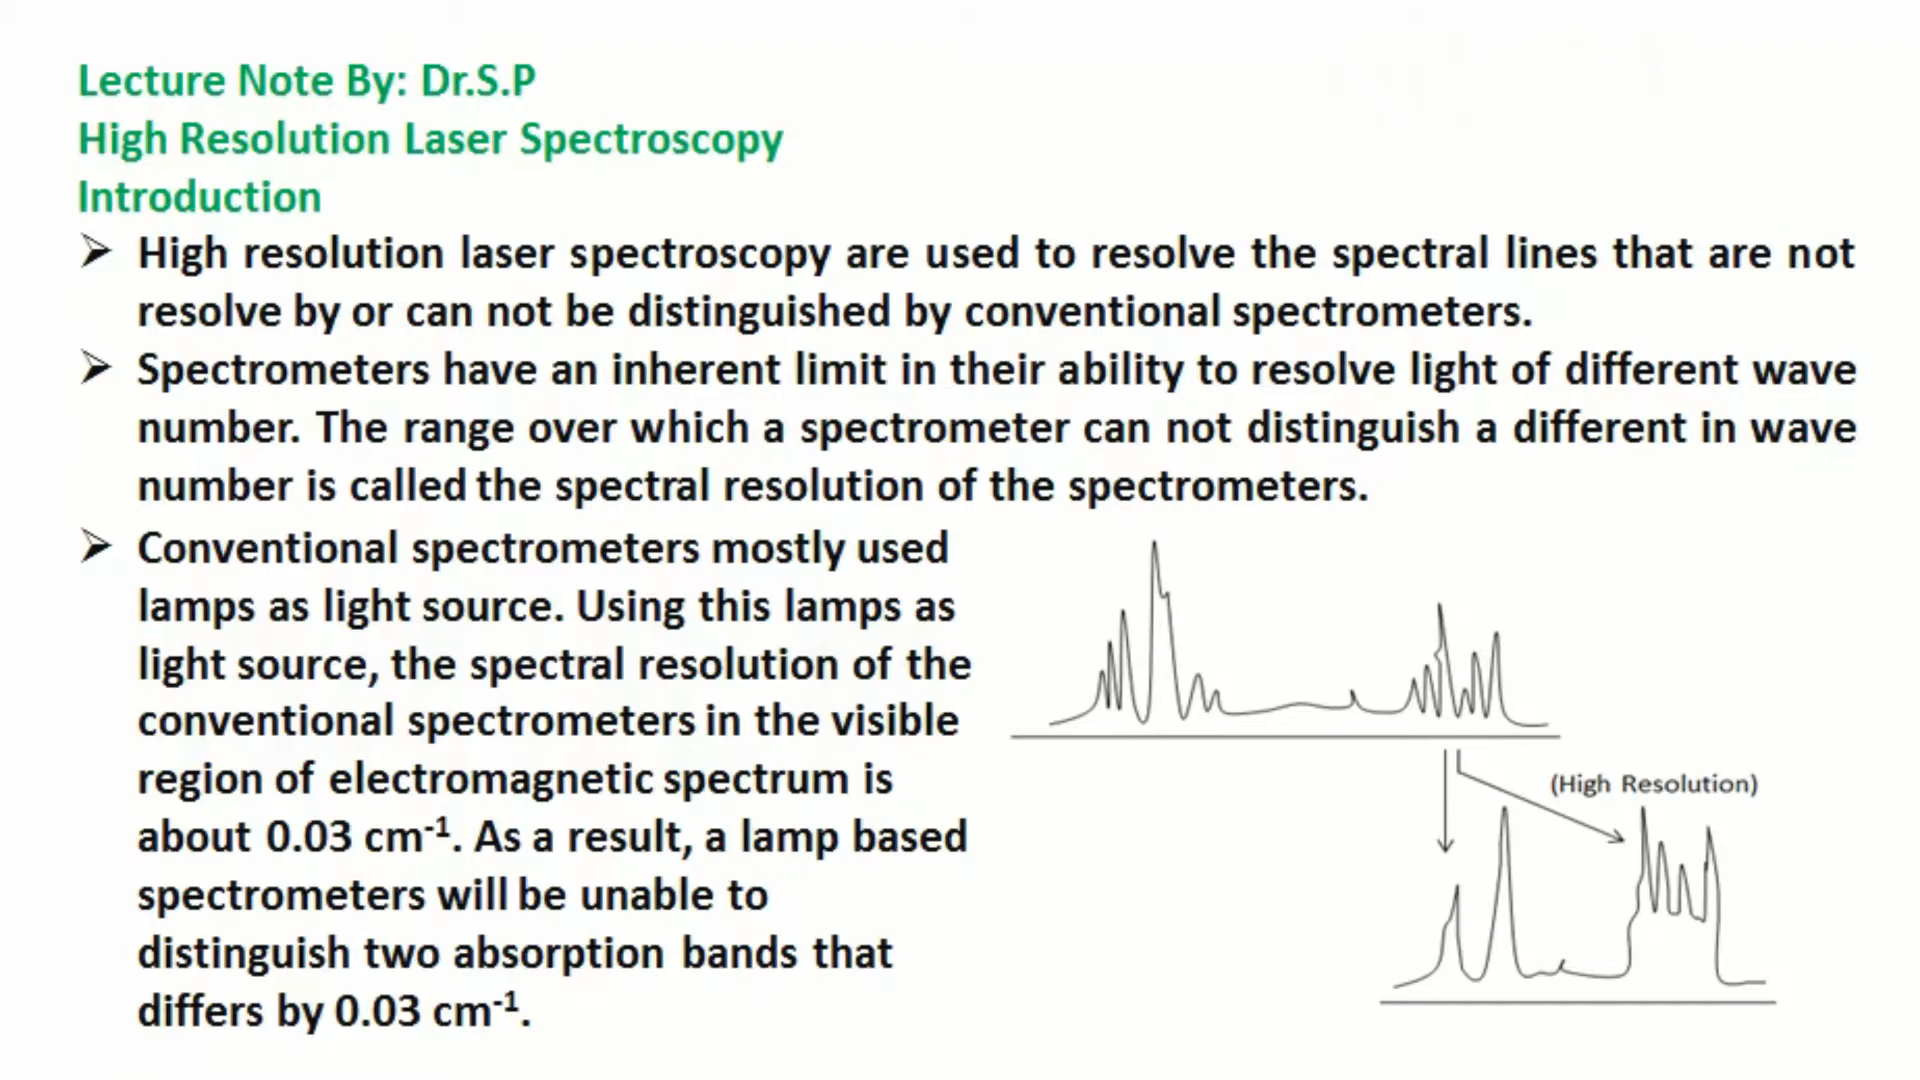 Lecture Note By: Dr.S.P
High Resolution Laser Spectroscopy
Introduction
➢ High resolution laser spectroscopy are used to resolve the spectral lines that are not
resolve by or can not be distinguished by conventional spectrometers.
➢ Spectrometers have an inherent limit in their ability to resolve light of different wave
number. The range over which a spectrometer can not distinguish a different in wave
number is called the spectral resolution of the spectrometers.
➢ Conventional spectrometers mostly used
lamps as light source. Using this lamps as
light source, the spectral resolution of the
conventional spectrometers in the visible
region of electromagnetic spectrum is
about 0.03 cm⁻¹. As a result, a lamp based
spectrometers will be unable to
distinguish two absorption bands that
differs by 0.03 cm⁻¹.
(High Resolution)